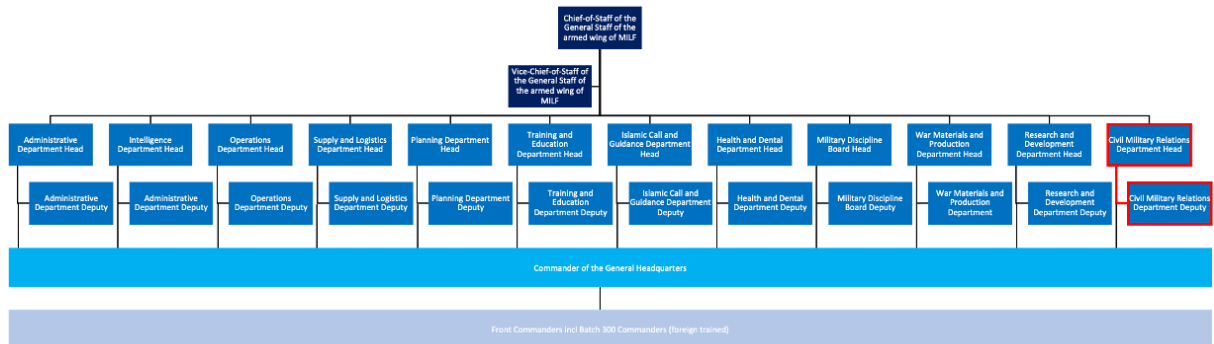 Chief-of-Staff of the
General Staff of the
armed wing of MILF
Vice-Chief-of-Staff of
the General Staff of
the armed wing of
MILF
Administrative
Department Head
Intelligence
Department Head
Operations
Department Head
Supply and Logistics
Department Head
Planning Department
Head
Training and
Education
Department Head
Islamic Call and
Guidance Department
Head
Health and Dental
Department Head
Military Discipline
Board Head
War Materials and
Production
Department Head
Research and
Development
Department Head
Civil Military Relations
Department Head
Administrative
Department Deputy
Administrative
Department Deputy
Operations
Department Deputy
Supply and Logistics
Department Deputy
Planning
Department Deputy
Training and
Education
Department Deputy
Islamic Call and
Guidance Department
Deputy
Health and Dental
Department Deputy
Military Discipline
Board Deputy
War Materials and
Production
Department
Research and
Development
Department Deputy
Civil Military Relations
Department Deputy
Commander of the General Headquarters
Front Commanders incl Batch 300 Commanders (foreign trained)